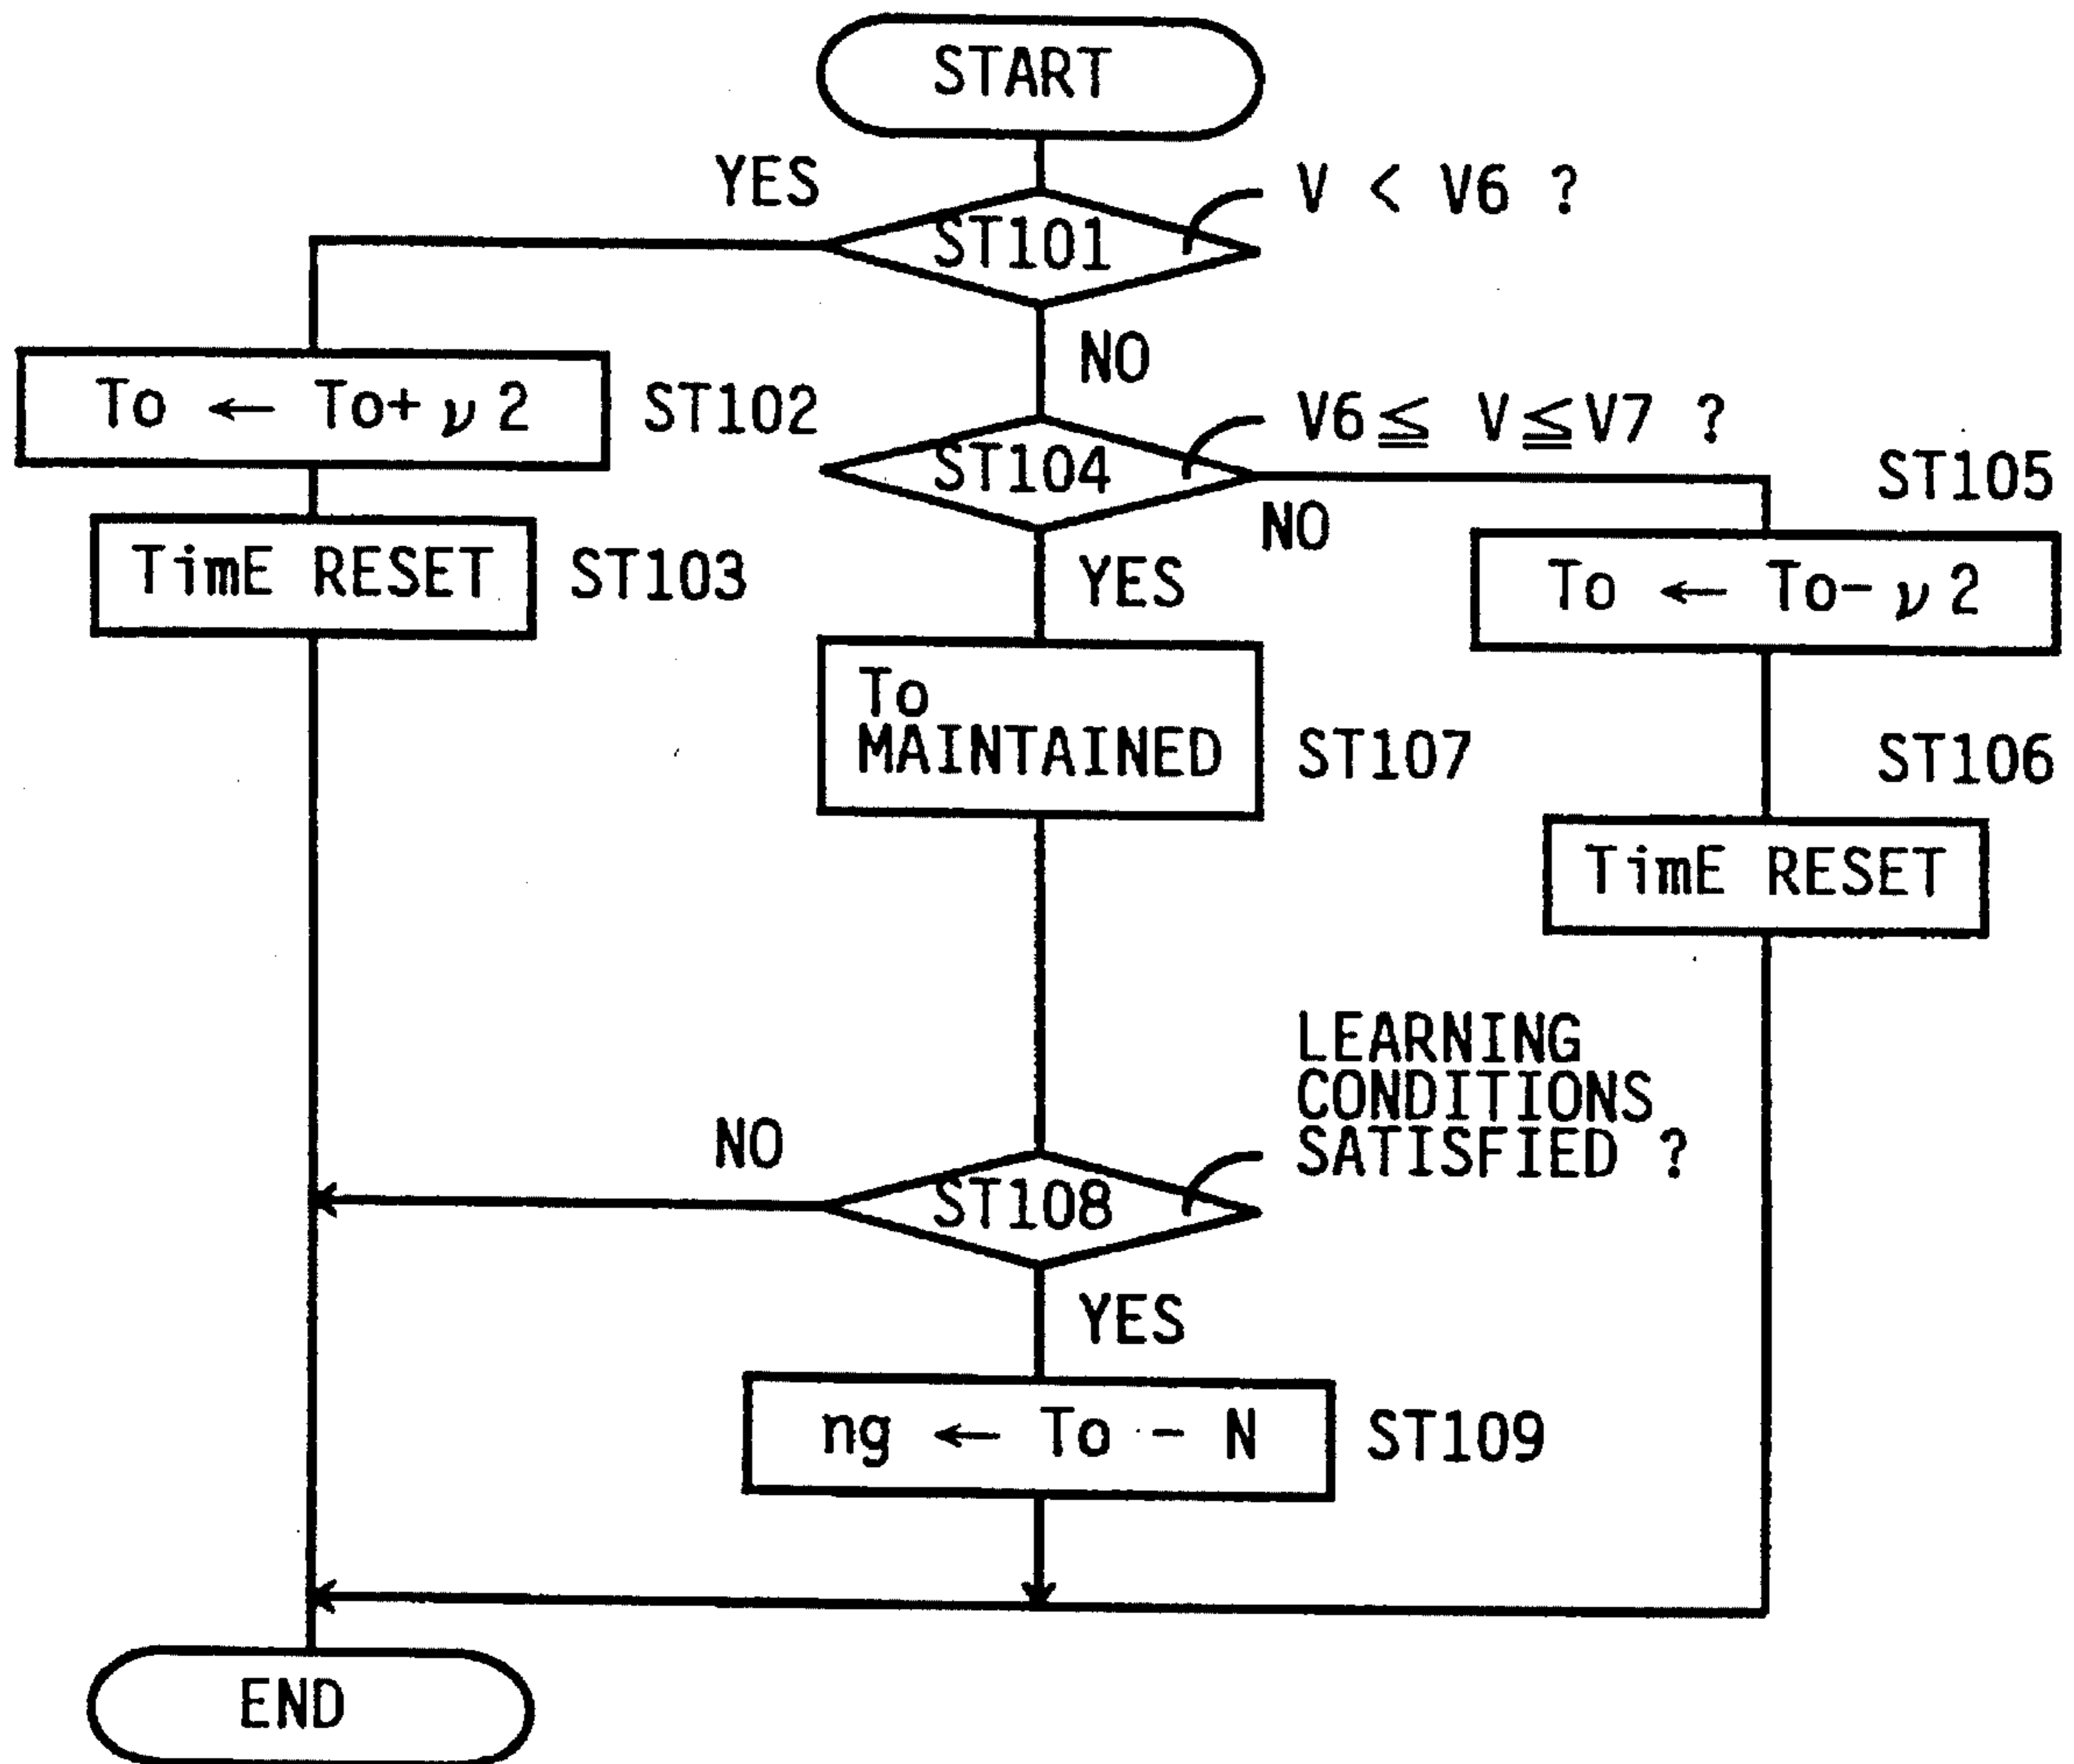 START
YES
V < V6 ?
ST101
NO
To ← To+ ν2
ST102
V6≦ V≦V7 ?
ST104
NO
ST105
TimE RESET
ST103
YES
To ← To- ν2
To
MAINTAINED
ST107
ST106
TimE RESET
LEARNING
CONDITIONS
SATISFIED ?
NO
ST108
YES
ng ← To - N
ST109
END